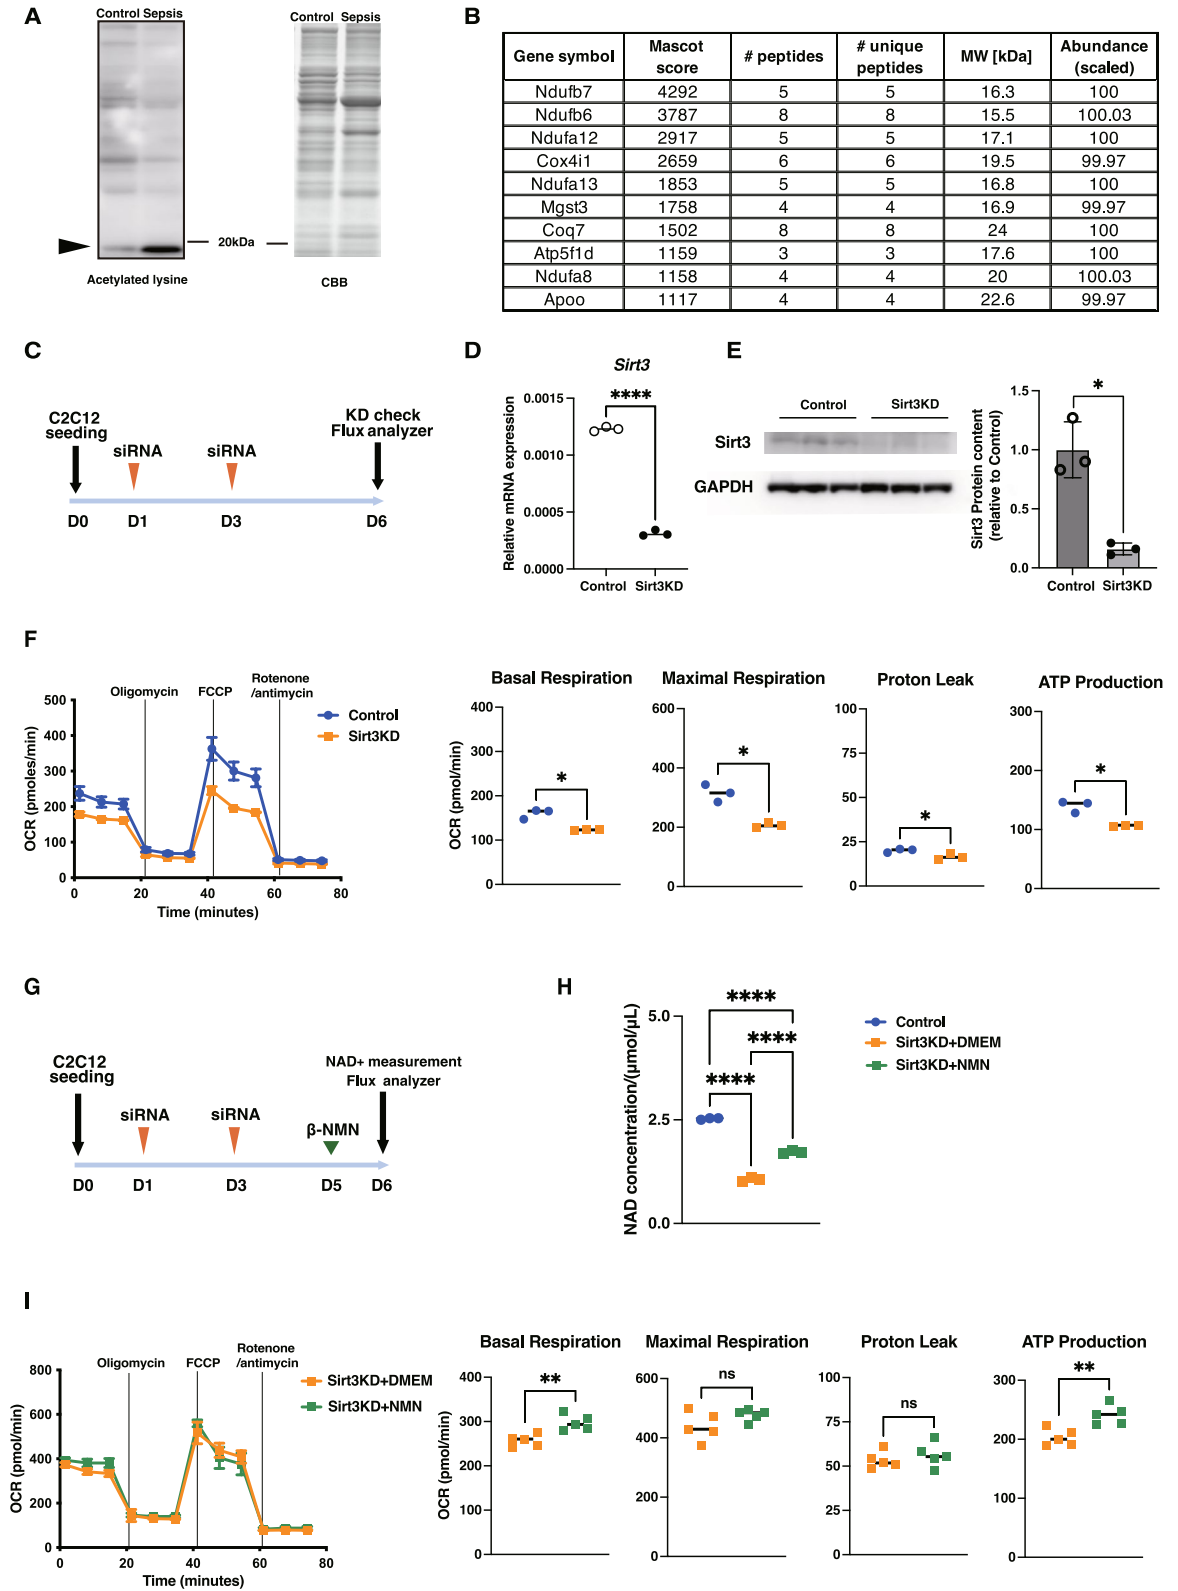 A
Control Sepsis
Control Sepsis
20kDa
Acetylated lysine
CBB
B
Gene symbol Mascot score # peptides # unique peptides MW [kDa] Abundance (scaled)
Ndufb7 4292 5 5 16.3 100
Ndufb6 3787 8 8 15.5 100.03
Ndufa12 2917 5 5 17.1 100
Cox4i1 2659 6 6 19.5 99.97
Ndufa13 1853 5 5 16.8 100
Mgst3 1758 4 4 16.9 99.97
Coq7 1502 8 8 24 100
Atp5f1d 1159 3 3 17.6 100
Ndufa8 1158 4 4 20 100.03
Apoo 1117 4 4 22.6 99.97
C
C2C12
seeding
siRNA
siRNA
KD check
Flux analyzer
D0 D1 D3 D6
D
Sirt3
Relative mRNA expression
0.0015
0.0010
0.0005
0.0000
****
Control Sirt3KD
E
Control Sirt3KD
Sirt3
GAPDH
Sirt3 Protein content
(relative to Control)
1.5
1.0
0.5
0.0
*
Control Sirt3KD
F
Oligomycin
FCCP
Rotenone
/antimycin
Control
Sirt3KD
OCR (pmoles/min)
500
400
300
200
100
0
0 20 40 60 80
Time (minutes)
Basal Respiration
OCR (pmol/min)
400
300
200
100
0
*
Maximal Respiration
600
400
200
0
*
Proton Leak
100
75
50
25
0
*
ATP Production
300
200
100
0
*
G
C2C12
seeding
siRNA
siRNA
β-NMN
NAD+ measurement
Flux analyzer
D0 D1 D3 D5 D6
H
NAD concentration/(μmol/μL)
5.0
2.5
0.0
****
****
****
Control
Sirt3KD+DMEM
Sirt3KD+NMN
I
Oligomycin
FCCP
Rotenone
/antimycin
Sirt3KD+DMEM
Sirt3KD+NMN
OCR (pmol/min)
800
600
400
200
0
0 20 40 60 80
Time (minutes)
Basal Respiration
OCR (pmol/min)
400
300
200
100
0
**
Maximal Respiration
600
400
200
0
ns
Proton Leak
100
75
50
25
0
ns
ATP Production
300
200
100
0
**